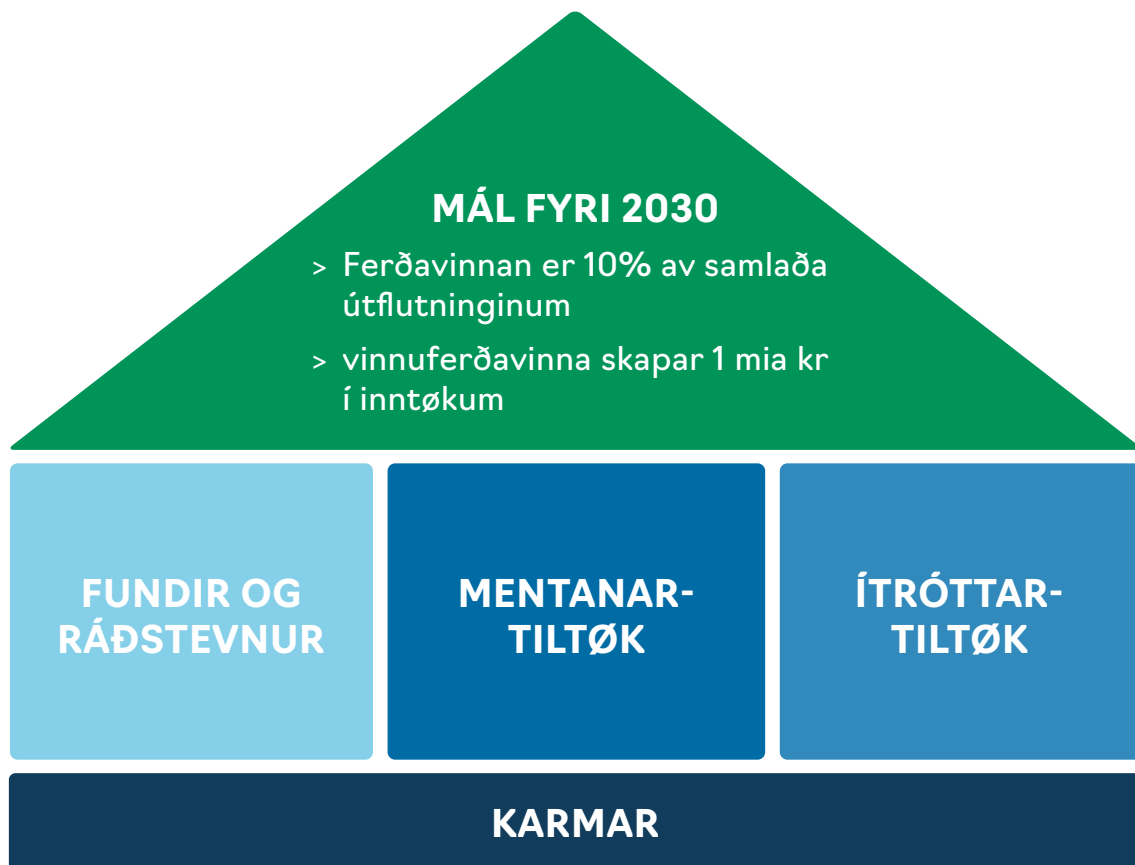 MÁL FYRI 2030
> Ferðavinnan er 10% av samlaða
útflutninginum
> vinnuferðavinna skapar 1 mia kr
í inntøkum
FUNDIR OG
RÁÐSTEVNUR
MENTANAR-
TILTØK
ÍTRÓTTAR-
TILTØK
KARMAR